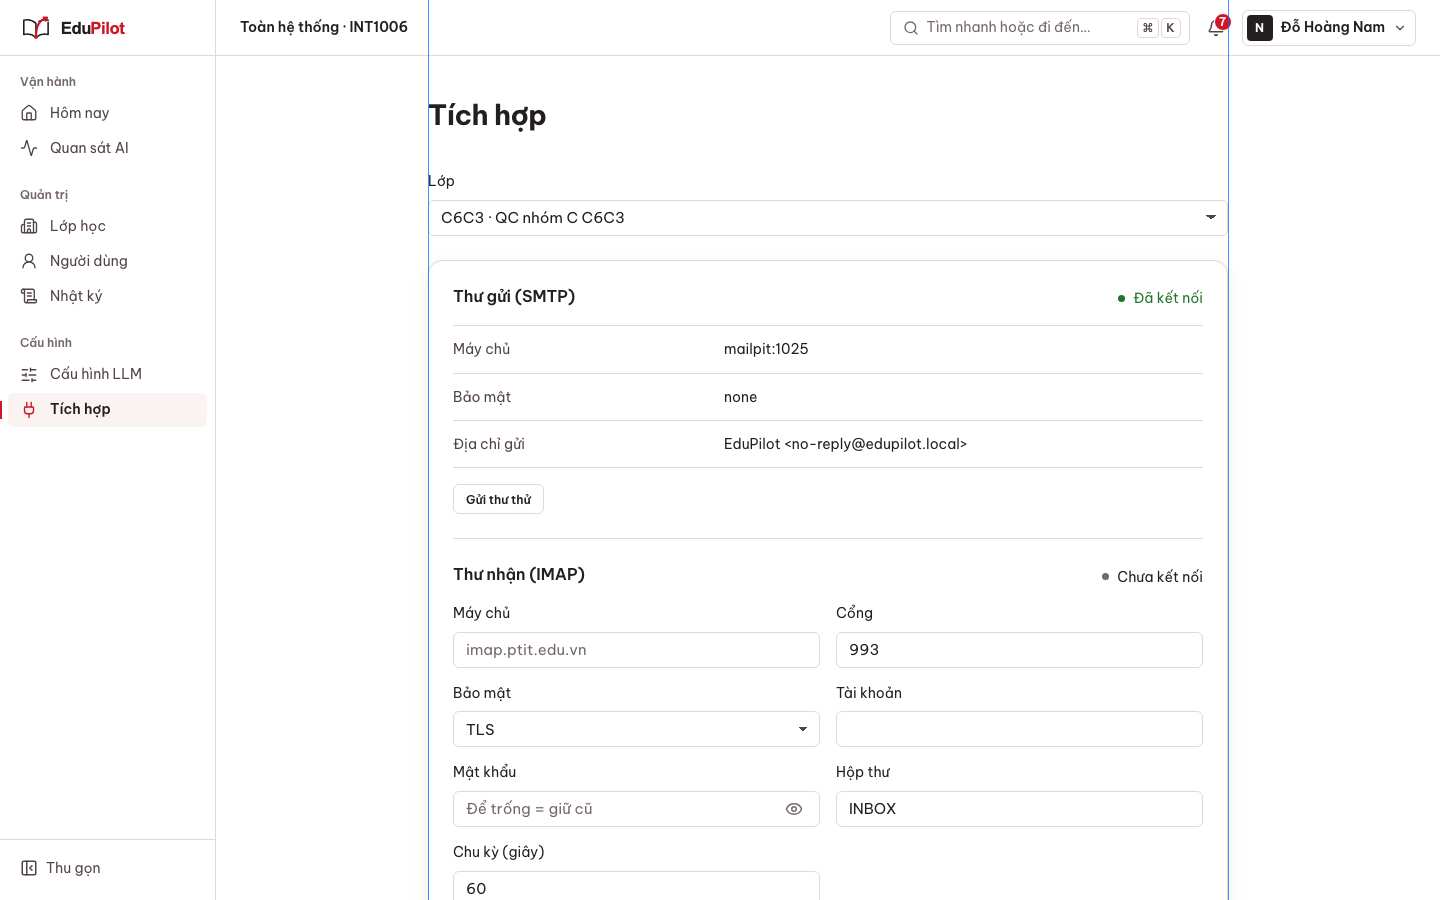 EduPilot
Toàn hệ thống · INT1006
Tìm nhanh hoặc đi đến...
⌘ K
7
N
Đỗ Hoàng Nam
Vận hành
Hôm nay
Quan sát AI
Quản trị
Lớp học
Người dùng
Nhật ký
Cấu hình
Cấu hình LLM
Tích hợp
Thu gọn
Tích hợp
Lớp
C6C3 · QC nhóm C C6C3
Thư gửi (SMTP)
Đã kết nối
Máy chủ
mailpit:1025
Bảo mật
none
Địa chỉ gửi
EduPilot <no-reply@edupilot.local>
Gửi thư thử
Thư nhận (IMAP)
Chưa kết nối
Máy chủ
Cổng
imap.ptit.edu.vn
993
Bảo mật
Tài khoản
TLS
Mật khẩu
Hộp thư
Để trống = giữ cũ
INBOX
Chu kỳ (giây)
60